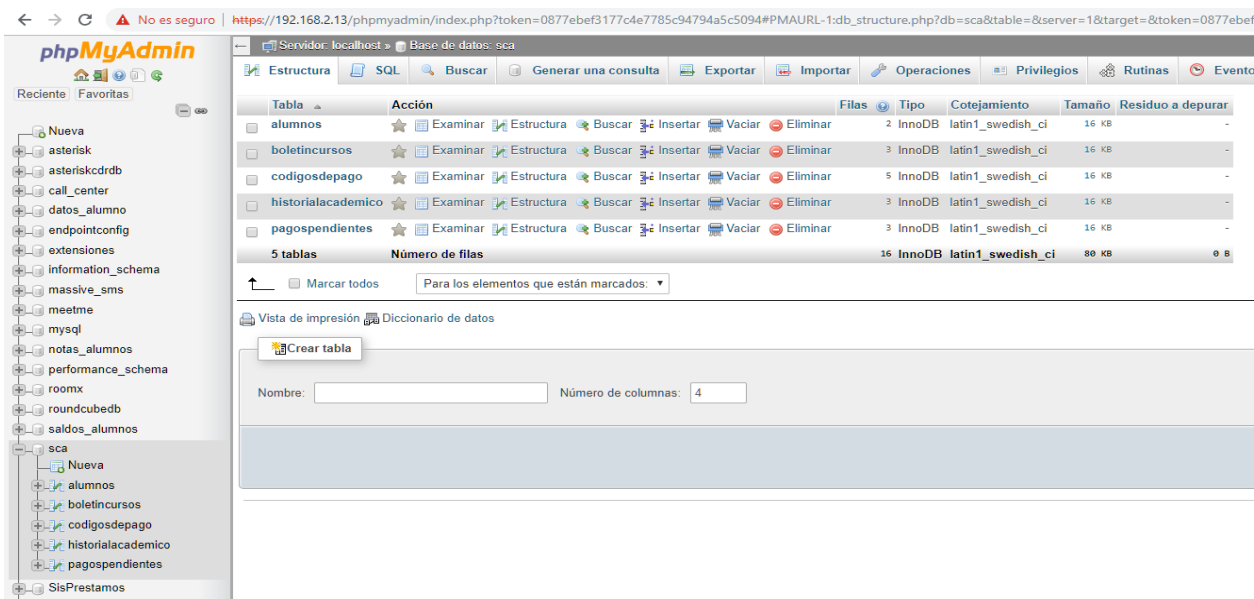 No es seguro | https://192.168.2.13/phpmyadmin/index.php?token=0877ebef3177c4e7785c94794a5c5094#PMAURL-1:db_structure.php?db=sca&table=&server=1&target=&token=0877ebef
phpMyAdmin
Reciente Favoritas
Nueva
asterisk
asteriskcdrdb
call_center
datos_alumno
endpointconfig
extensiones
information_schema
massive_sms
meetme
mysql
notas_alumnos
performance_schema
roomx
roundcubedb
saldos_alumnos
sca
Nueva
alumnos
boletincursos
codigosdepago
historialacademico
pagospendientes
SisPrestamos
Servidor: localhost » Base de datos: sca
Estructura SQL Buscar Generar una consulta Exportar Importar Operaciones Privilegios Rutinas Evento
Tabla Acción Filas Tipo Cotejamiento Tamaño Residuo a depurar
alumnos Examinar Estructura Buscar Insertar Vaciar Eliminar 2 InnoDB latin1_swedish_ci 16 KB -
boletincursos Examinar Estructura Buscar Insertar Vaciar Eliminar 3 InnoDB latin1_swedish_ci 16 KB -
codigosdepago Examinar Estructura Buscar Insertar Vaciar Eliminar 5 InnoDB latin1_swedish_ci 16 KB -
historialacademico Examinar Estructura Buscar Insertar Vaciar Eliminar 3 InnoDB latin1_swedish_ci 16 KB -
pagospendientes Examinar Estructura Buscar Insertar Vaciar Eliminar 3 InnoDB latin1_swedish_ci 16 KB -
5 tablas Número de filas 16 InnoDB latin1_swedish_ci 80 KB 0 B
Marcar todos Para los elementos que están marcados:
Vista de impresión Diccionario de datos
Crear tabla
Nombre: Número de columnas: 4